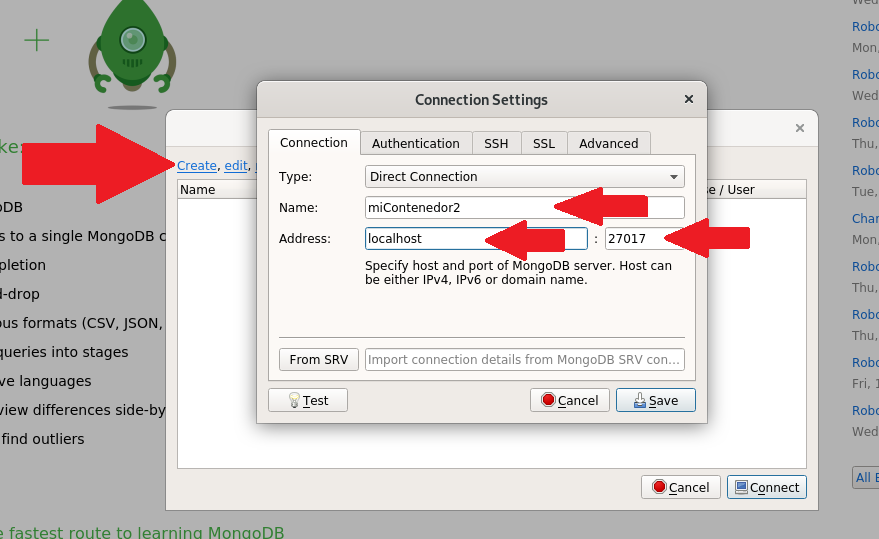 Connection Settings
Create, edit,
Name
/ User
Connection
Authentication
SSH
SSL
Advanced
Type:
Direct Connection
Name:
miContenedor2
Address:
localhost
:
27017
Specify host and port of MongoDB server. Host can
be either IPv4, IPv6 or domain name.
From SRV
Import connection details from MongoDB SRV con...
Test
Cancel
Save
Cancel
Connect
s to a single MongoDB c
pletion
d-drop
ous formats (CSV, JSON,
queries into stages
ve languages
view differences side-by
find outliers
e fastest route to learning MongoDB
Wed
Robo
Mon,
Robo
Wed
Robo
Thu,
Robo
Tue,
Char
Mon,
Robo
Thu,
Robo
Thu,
Robo
Fri, 1
Robo
Wed
All B